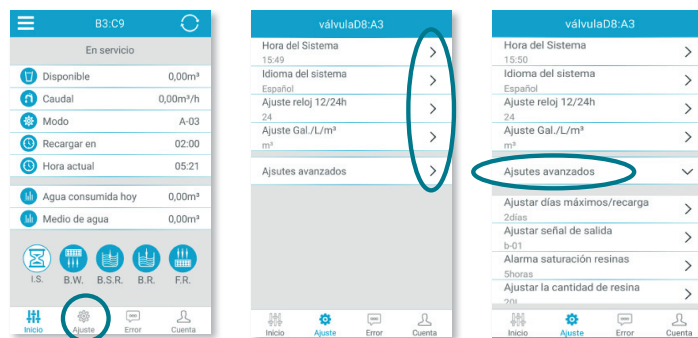 B3:C9
En servicio
Disponible 0,00m³
Caudal 0,00m³/h
Modo A-03
Recargar en 02:00
Hora actual 05:21
Agua consumida hoy 0,00m³
Medio de agua 0,00m³
I.S. B.W. B.S.R. B.R. F.R.
Inicio Ajuste Error Cuenta
válvulaD8:A3
Hora del Sistema
15:49
Idioma del sistema
Español
Ajuste reloj 12/24h
24
Ajuste Gal./L/m³
m³
Ajsutes avanzados
Inicio Ajuste Error Cuenta
válvulaD8:A3
Hora del Sistema
15:50
Idioma del sistema
Español
Ajuste reloj 12/24h
24
Ajuste Gal./L/m³
m³
Ajsutes avanzados
Ajustar días máximos/recarga
2días
Ajustar señal de salida
b-01
Alarma saturación resinas
5horas
Ajustar la cantidad de resina
20L
Inicio Ajuste Error Cuenta